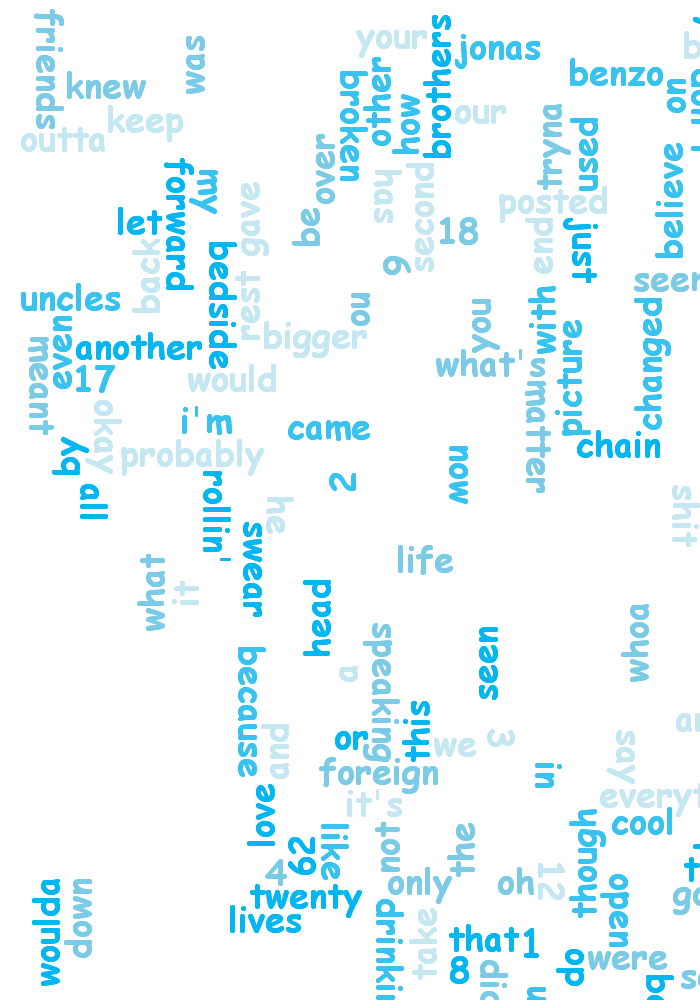 friends
was
your
brothers
jonas
knew
broken
other
how
benzo
on
keep
outta
our
over
tryna
used
believe
my
forward
has
second
posted
let
gave
be
18
end
just
back
bedside
rest
6
seen
uncles
no
you
with
changed
even
another
bigger
meant
what's
picture
17
would
matter
okay
i'm
came
chain
by
probably
2
now
all
rollin'
he
shit
swear
life
what
it
head
seen
whoa
speaking
because
a
this
and
or
we
3
say
foreign
in
love
it's
cool
62
like
not
the
though
4
twenty
only
oh
12
open
woulda
down
lives
take
that
1
8
do
were